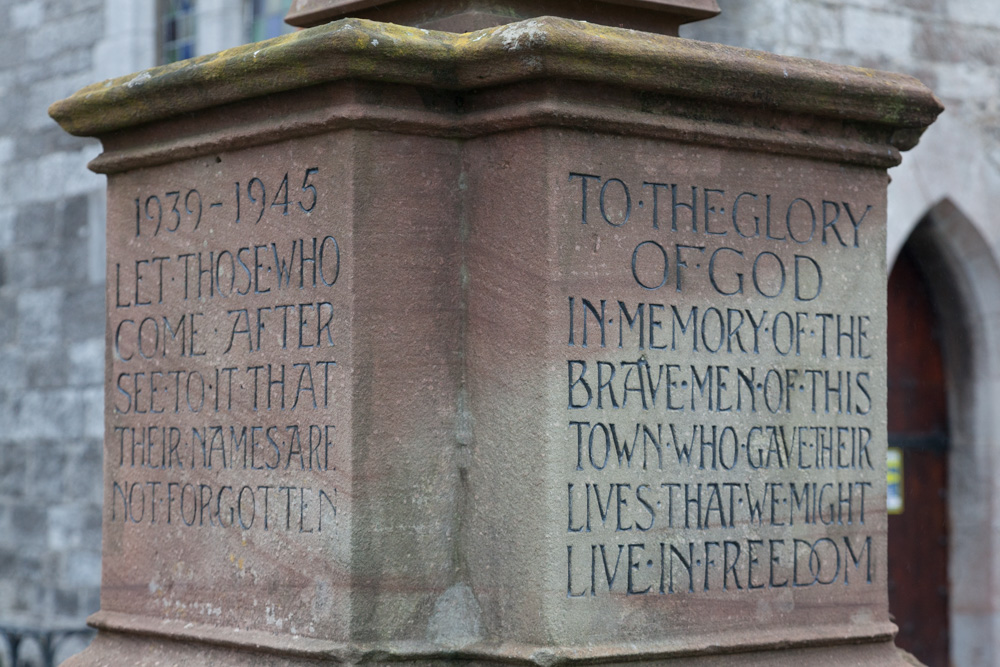 1939-1945
LET·THOSE·WHO
COME·AFTER
SEE·TO·IT·THAT
THEIR·NAMES·ARE
NOT·FORGOTTEN
TO·THE·GLORY
OF·GOD
IN·MEMORY·OF·THE
BRAVE·MEN·OF·THIS
TOWN·WHO·GAVE·THEIR
LIVES·THAT·WE·MIGHT
LIVE·IN·FREEDOM